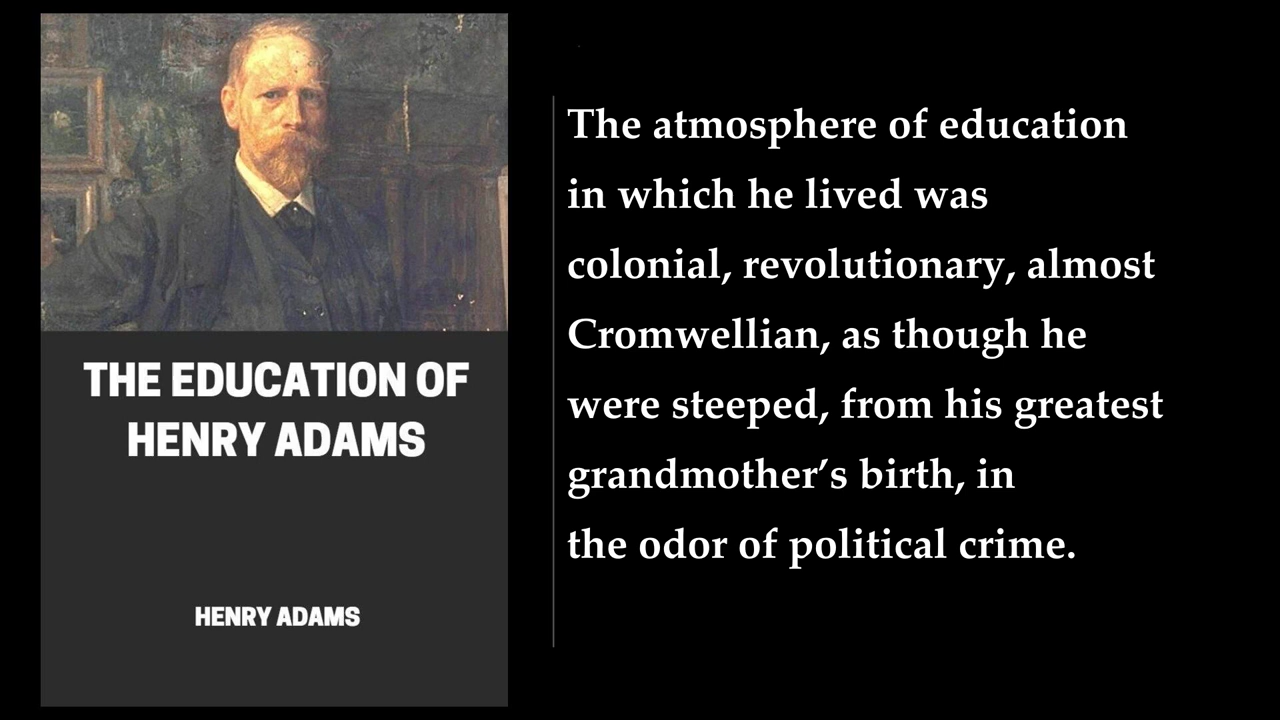 THE EDUCATION OF
HENRY ADAMS
HENRY ADAMS
The atmosphere of education
in which he lived was
colonial, revolutionary, almost
Cromwellian, as though he
were steeped, from his greatest
grandmother’s birth, in
the odor of political crime.